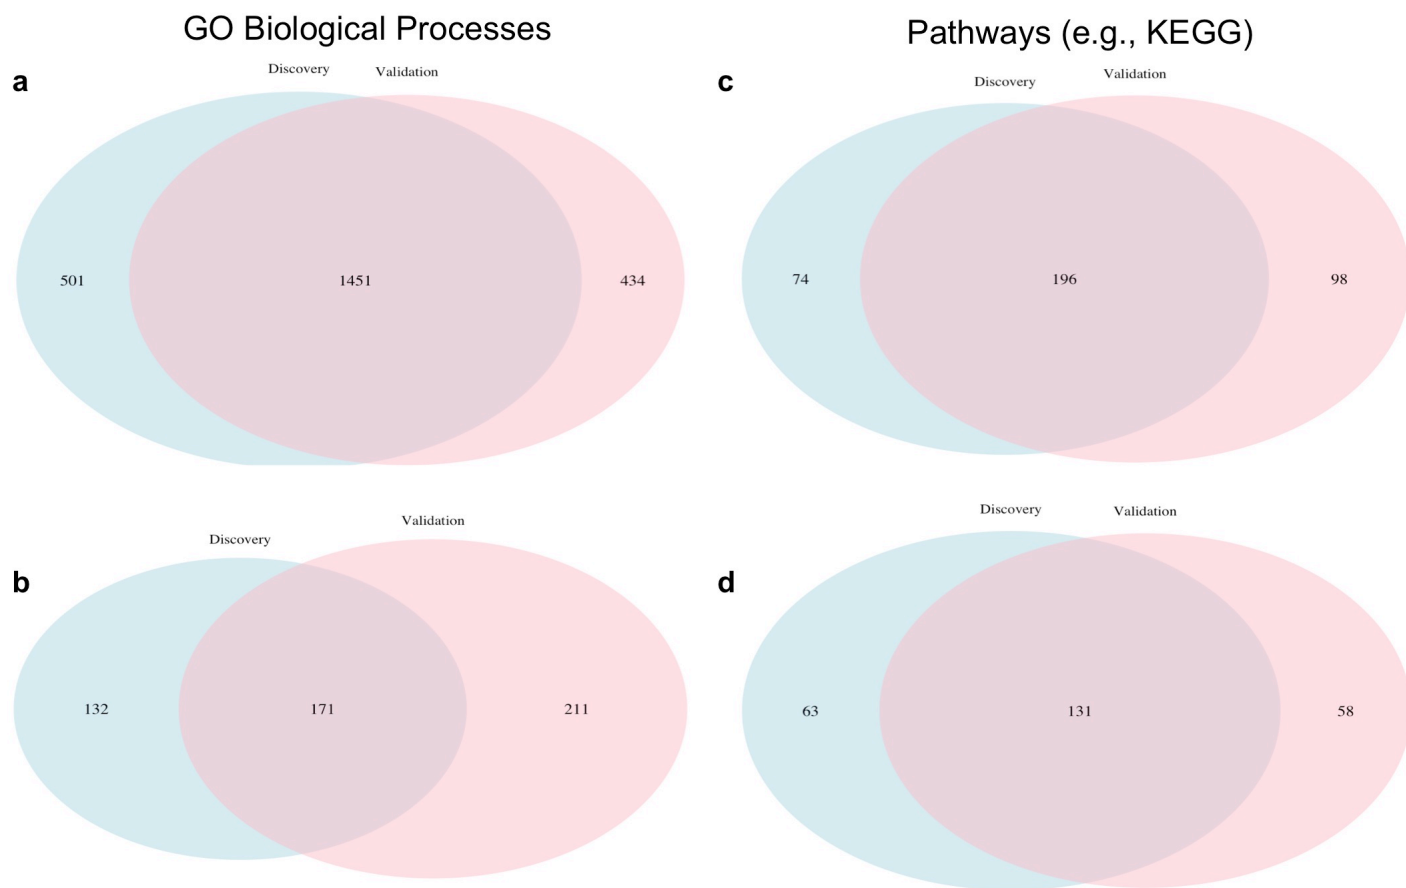 GO Biological Processes
Pathways (e.g., KEGG)
a
Discovery
Validation
501
1451
434
c
Discovery
Validation
74
196
98
b
Discovery
Validation
132
171
211
d
Discovery
Validation
63
131
58